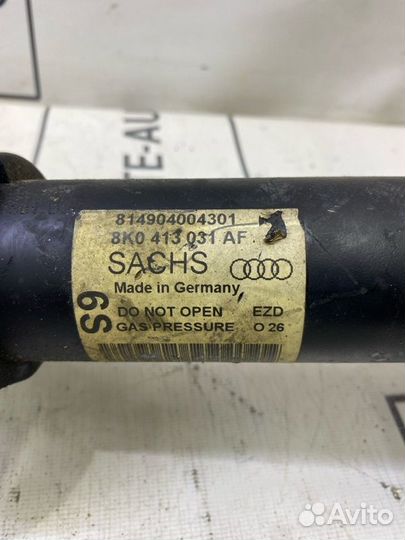 814904004301
8K0 413 031 AF
SACHS
Made in Germany
DO NOT OPEN EZD
GAS PRESSURE O 26
S9
TE-AU
Avito